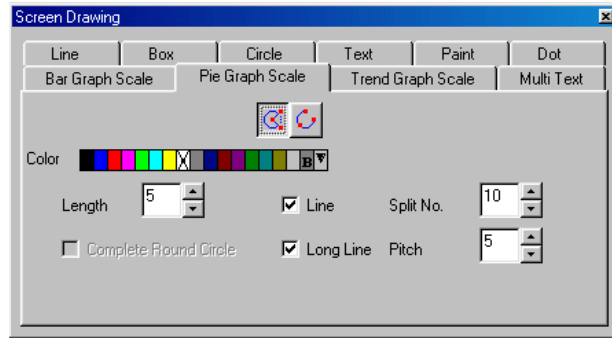 Screen Drawing
Line Box Circle Text Paint Dot
Bar Graph Scale Pie Graph Scale Trend Graph Scale Multi Text
Color B
Length 5 Line Split No. 10
Complete Round Circle Long Line Pitch 5